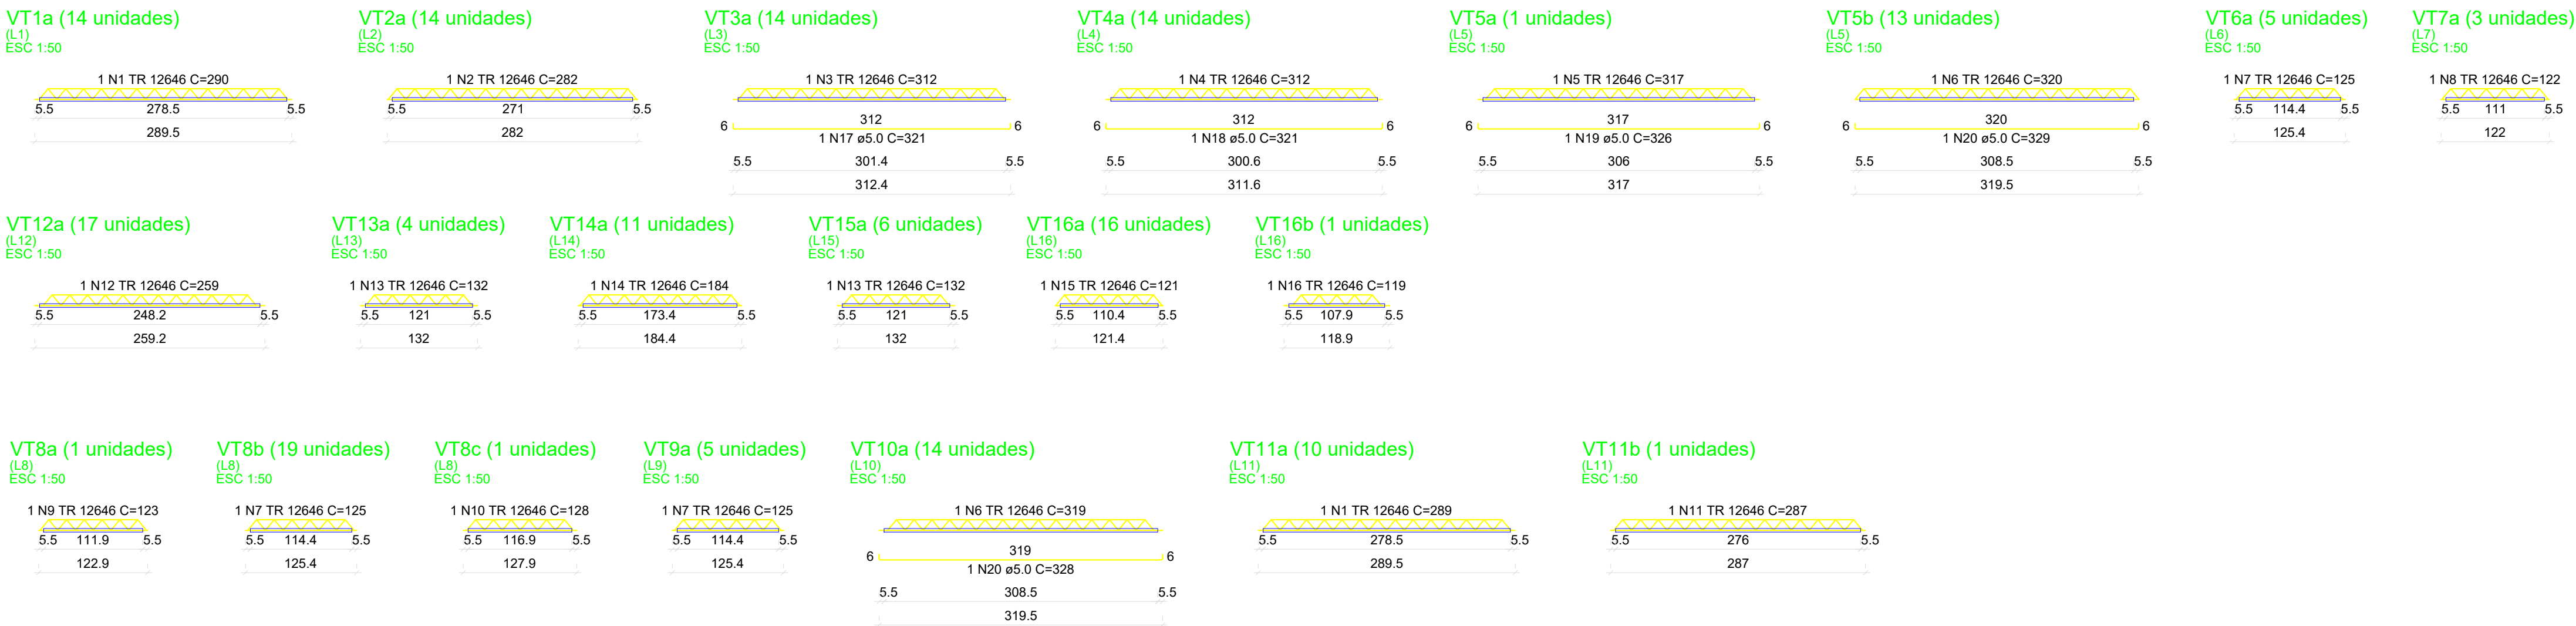 VT1a (14 unidades)
(L1)
ESC 1:50
1 N1 TR 12646 C=290
5.5 278.5 5.5
289.5
VT2a (14 unidades)
(L2)
ESC 1:50
1 N2 TR 12646 C=282
5.5 271 5.5
282
VT3a (14 unidades)
(L3)
ESC 1:50
1 N3 TR 12646 C=312
312
6 6
1 N17 ø5.0 C=321
5.5 301.4 5.5
312.4
VT4a (14 unidades)
(L4)
ESC 1:50
1 N4 TR 12646 C=312
312
6 6
1 N18 ø5.0 C=321
5.5 300.6 5.5
311.6
VT5a (1 unidades)
(L5)
ESC 1:50
1 N5 TR 12646 C=317
317
6 6
1 N19 ø5.0 C=326
5.5 306 5.5
317
VT5b (13 unidades)
(L5)
ESC 1:50
1 N6 TR 12646 C=320
320
6 6
1 N20 ø5.0 C=329
5.5 308.5 5.5
319.5
VT6a (5 unidades)
(L6)
ESC 1:50
1 N7 TR 12646 C=125
5.5 114.4 5.5
125.4
VT7a (3 unidades)
(L7)
ESC 1:50
1 N8 TR 12646 C=122
5.5 111 5.5
122
VT12a (17 unidades)
(L12)
ESC 1:50
1 N12 TR 12646 C=259
5.5 248.2 5.5
259.2
VT13a (4 unidades)
(L13)
ESC 1:50
1 N13 TR 12646 C=132
5.5 121 5.5
132
VT14a (11 unidades)
(L14)
ESC 1:50
1 N14 TR 12646 C=184
5.5 173.4 5.5
184.4
VT15a (6 unidades)
(L15)
ESC 1:50
1 N13 TR 12646 C=132
5.5 121 5.5
132
VT16a (16 unidades)
(L16)
ESC 1:50
1 N15 TR 12646 C=121
5.5 110.4 5.5
121.4
VT16b (1 unidades)
(L16)
ESC 1:50
1 N16 TR 12646 C=119
5.5 107.9 5.5
118.9
VT8a (1 unidades)
(L8)
ESC 1:50
1 N9 TR 12646 C=123
5.5 111.9 5.5
122.9
VT8b (19 unidades)
(L8)
ESC 1:50
1 N7 TR 12646 C=125
5.5 114.4 5.5
125.4
VT8c (1 unidades)
(L8)
ESC 1:50
1 N10 TR 12646 C=128
5.5 116.9 5.5
127.9
VT9a (5 unidades)
(L9)
ESC 1:50
1 N7 TR 12646 C=125
5.5 114.4 5.5
125.4
VT10a (14 unidades)
(L10)
ESC 1:50
1 N6 TR 12646 C=319
319
6 6
1 N20 ø5.0 C=328
5.5 308.5 5.5
319.5
VT11a (10 unidades)
(L11)
ESC 1:50
1 N1 TR 12646 C=289
5.5 278.5 5.5
289.5
VT11b (1 unidades)
(L11)
ESC 1:50
1 N11 TR 12646 C=287
5.5 276 5.5
287